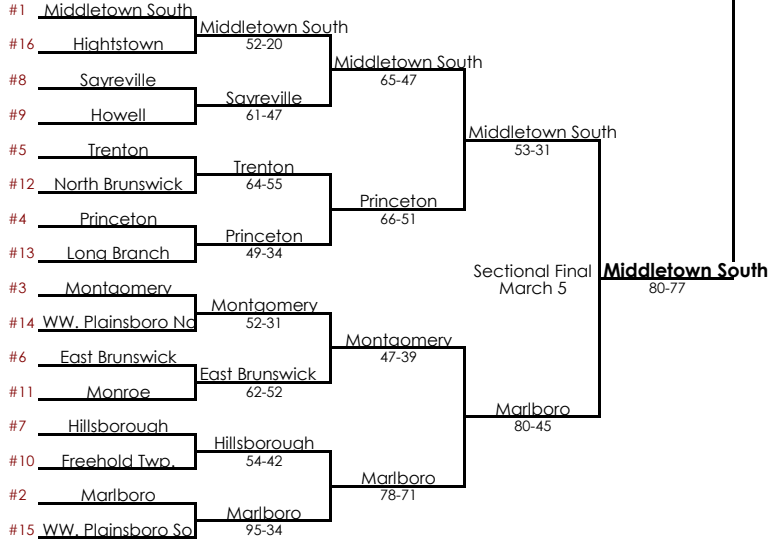 #1 Middletown South
Middletown South
#16 Hightstown
52-20
Middletown South
65-47
#8 Sayreville
Sayreville
#9 Howell
61-47
Middletown South
53-31
#5 Trenton
Trenton
#12 North Brunswick
64-55
Princeton
66-51
#4 Princeton
Princeton
#13 Long Branch
49-34
Sectional Final
March 5
Middletown South
80-77
#3 Montgomery
Montgomery
#14 WW. Plainsboro No
52-31
Montgomery
47-39
#6 East Brunswick
East Brunswick
#11 Monroe
62-52
Marlboro
80-45
#7 Hillsborough
Hillsborough
#10 Freehold Twp.
54-42
Marlboro
78-71
#2 Marlboro
Marlboro
#15 WW. Plainsboro So
95-34